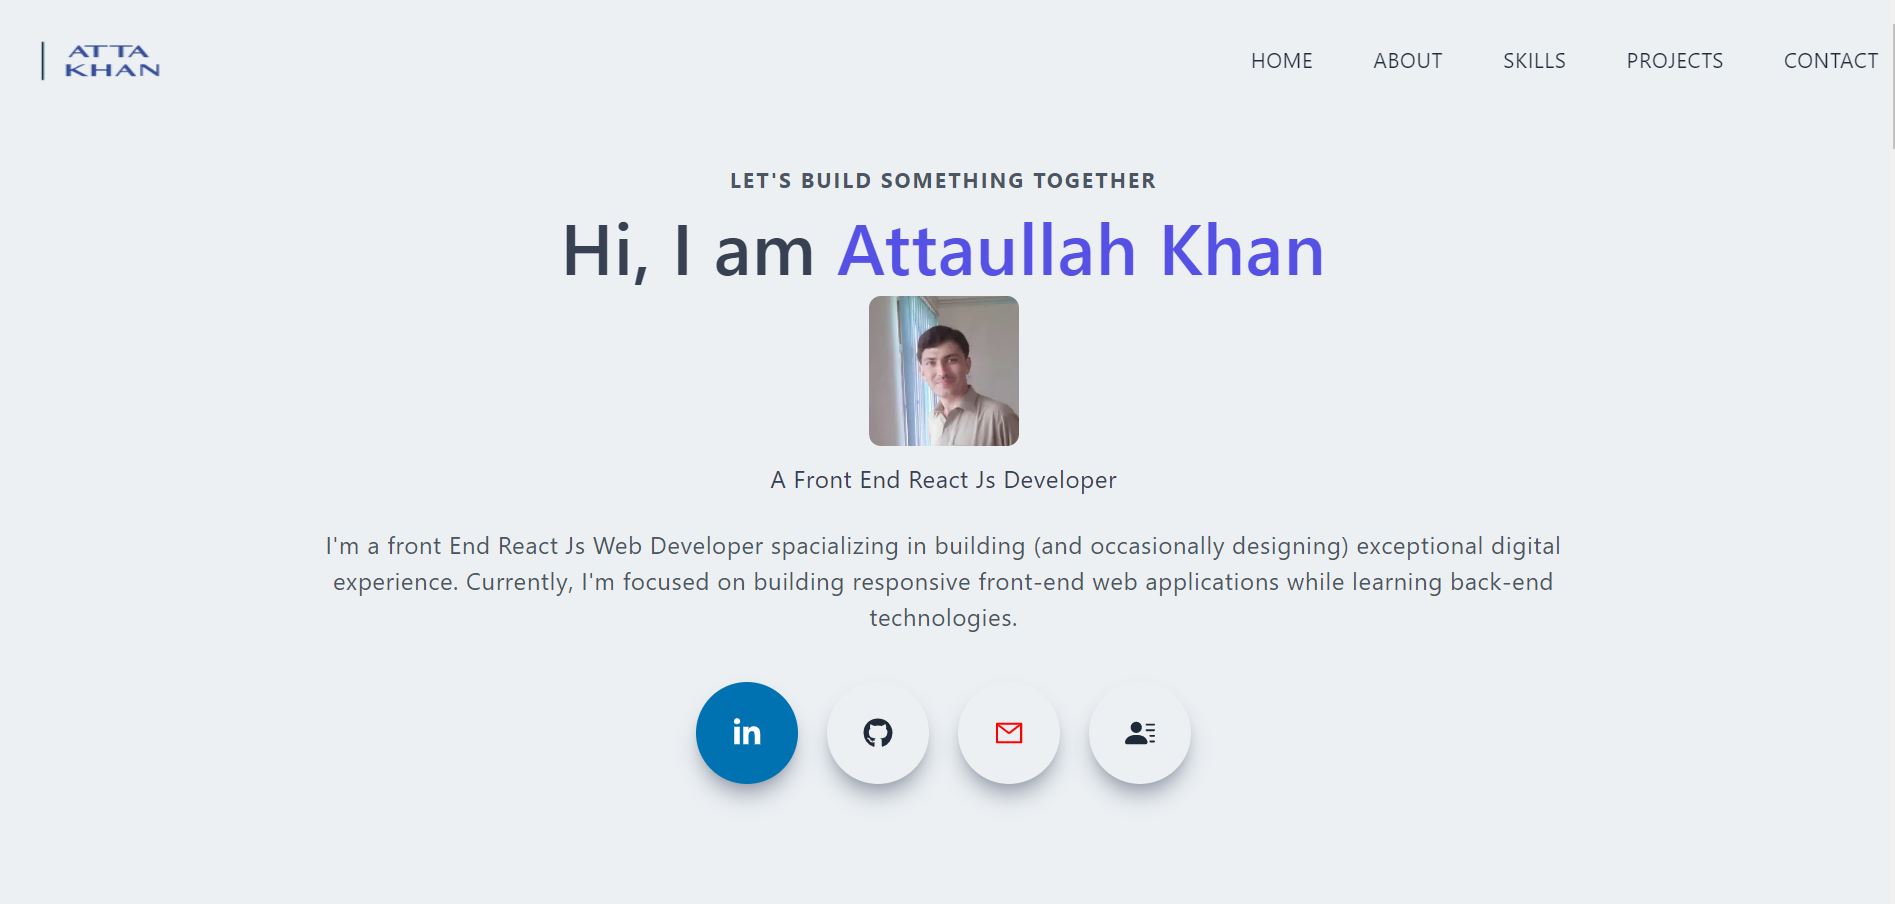 ATTA
KHAN
HOME ABOUT SKILLS PROJECTS CONTACT
LET'S BUILD SOMETHING TOGETHER
Hi, I am Attaullah Khan
A Front End React Js Developer
I'm a front End React Js Web Developer spacializing in building (and occasionally designing) exceptional digital
experience. Currently, I'm focused on building responsive front-end web applications while learning back-end
technologies.
in